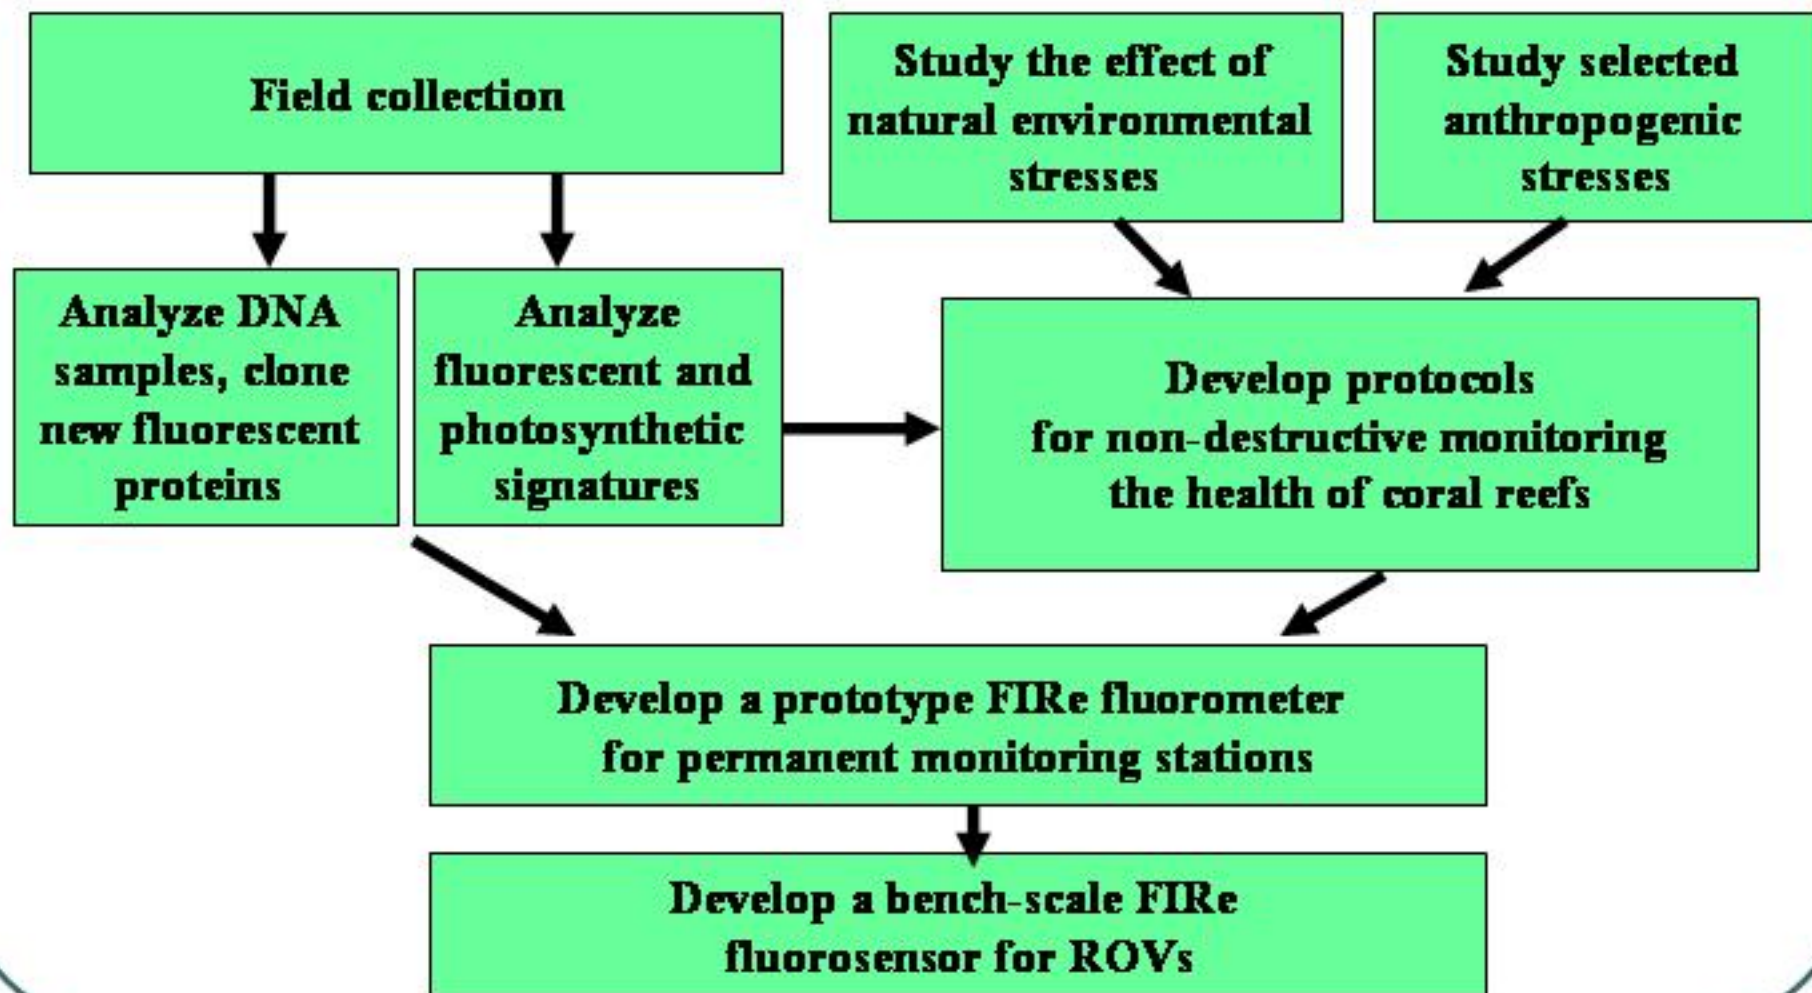 Field collection
Study the effect of
natural environmental
stresses
Study selected
anthropogenic
stresses
Analyze DNA
samples, clone
new fluorescent
proteins
Analyze
fluorescent and
photosynthetic
signatures
Develop protocols
for non-destructive monitoring
the health of coral reefs
Develop a prototype FIRe fluorometer
for permanent monitoring stations
Develop a bench-scale FIRe
fluorosensor for ROVs